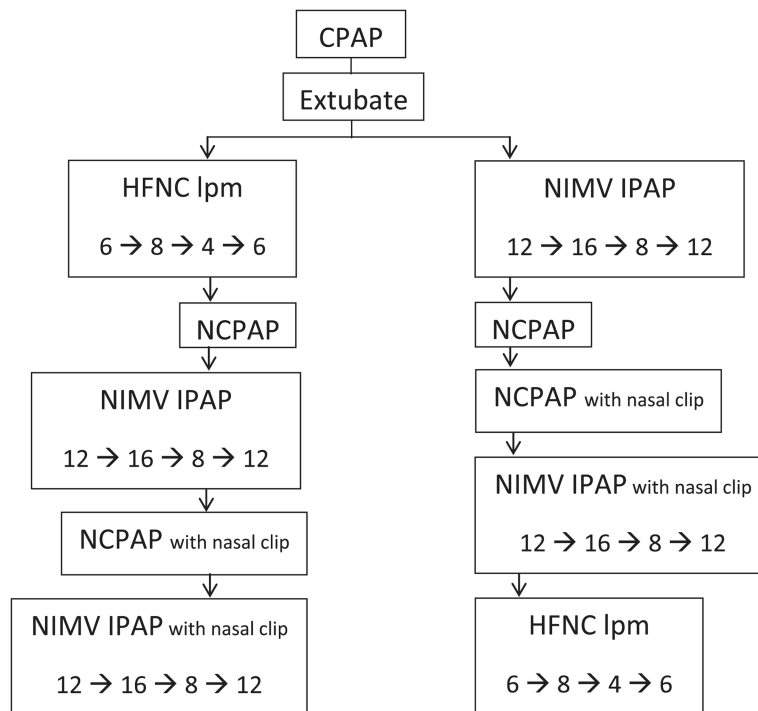 CPAP
Extubate
HFNC lpm
6 → 8 → 4 → 6
NCPAP
NIMV IPAP
12 → 16 → 8 → 12
NCPAP with nasal clip
NIMV IPAP with nasal clip
12 → 16 → 8 → 12
NIMV IPAP
12 → 16 → 8 → 12
NCPAP
NCPAP with nasal clip
NIMV IPAP with nasal clip
12 → 16 → 8 → 12
HFNC lpm
6 → 8 → 4 → 6